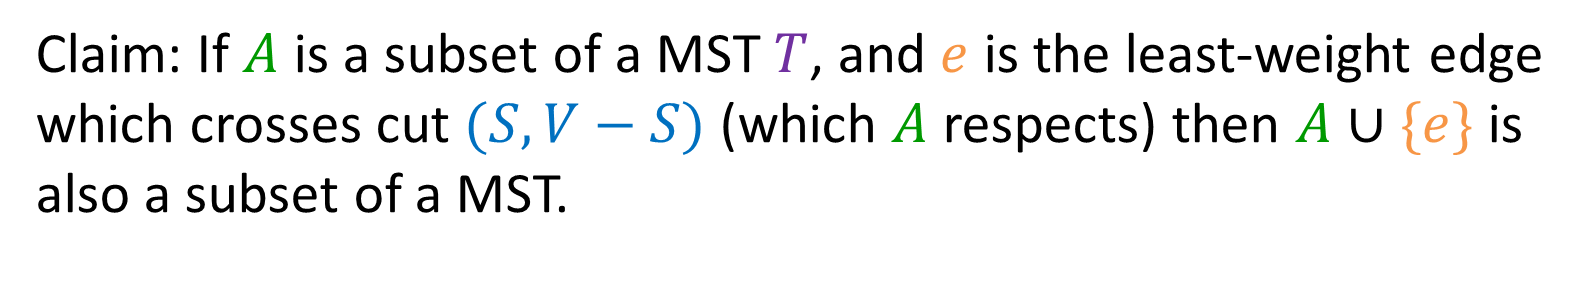 Claim: If A is a subset of a MST T, and e is the least-weight edge
which crosses cut (S, V − S) (which A respects) then A ∪ {e} is
also a subset of a MST.